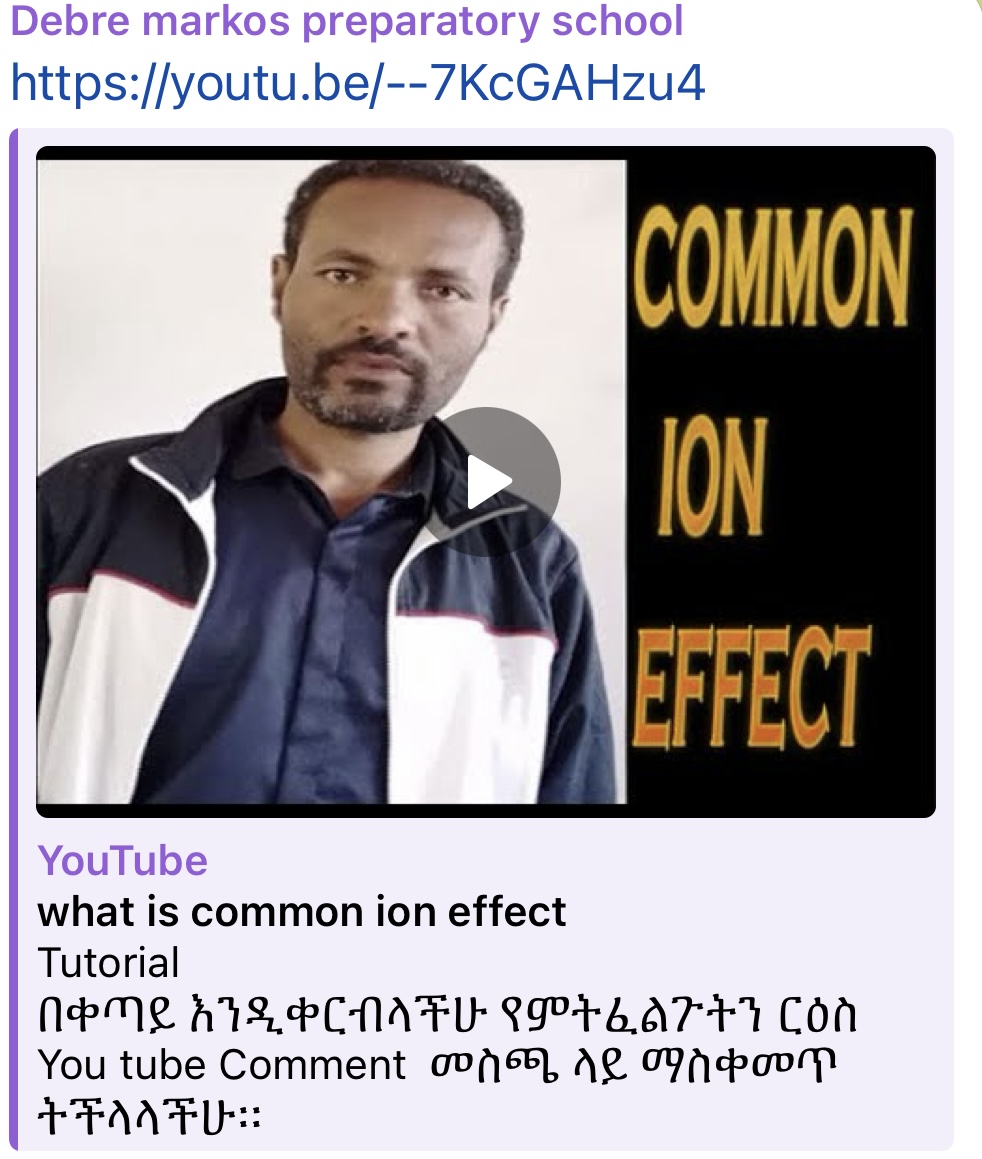 Debre markos preparatory school
https://youtu.be/--7KcGAHzu4
COMMON
ION
EFFECT
YouTube
what is common ion effect
Tutorial
በቀጣይ እንዲቀርብላችሁ የምትፈልጉትን ርዕስ
You tube Comment መስጫ ላይ ማስቀመጥ
ትችላላችሁ፡፡